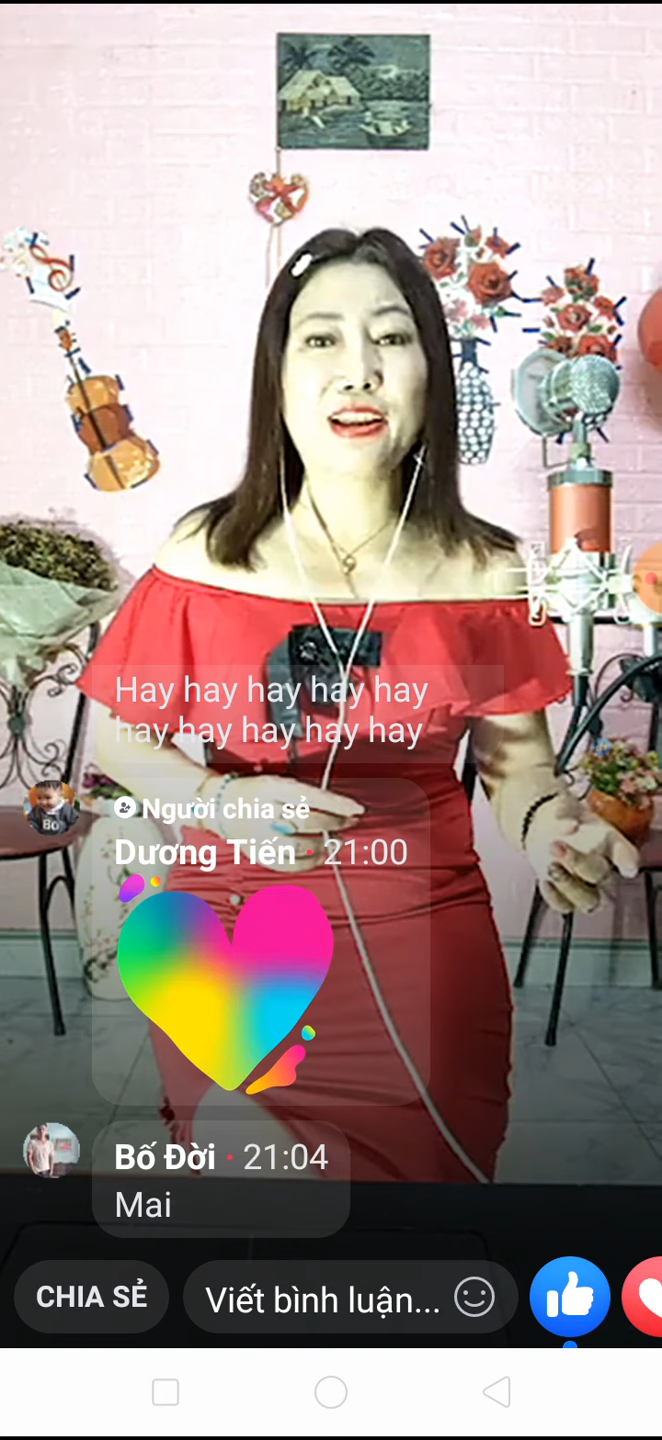 Hay hay hay hay hay
hay hay hay hay hay
Người chia sẻ
Dương Tiến · 21:00
Bố Đời · 21:04
Mai
CHIA SẺ
Viết bình luận...